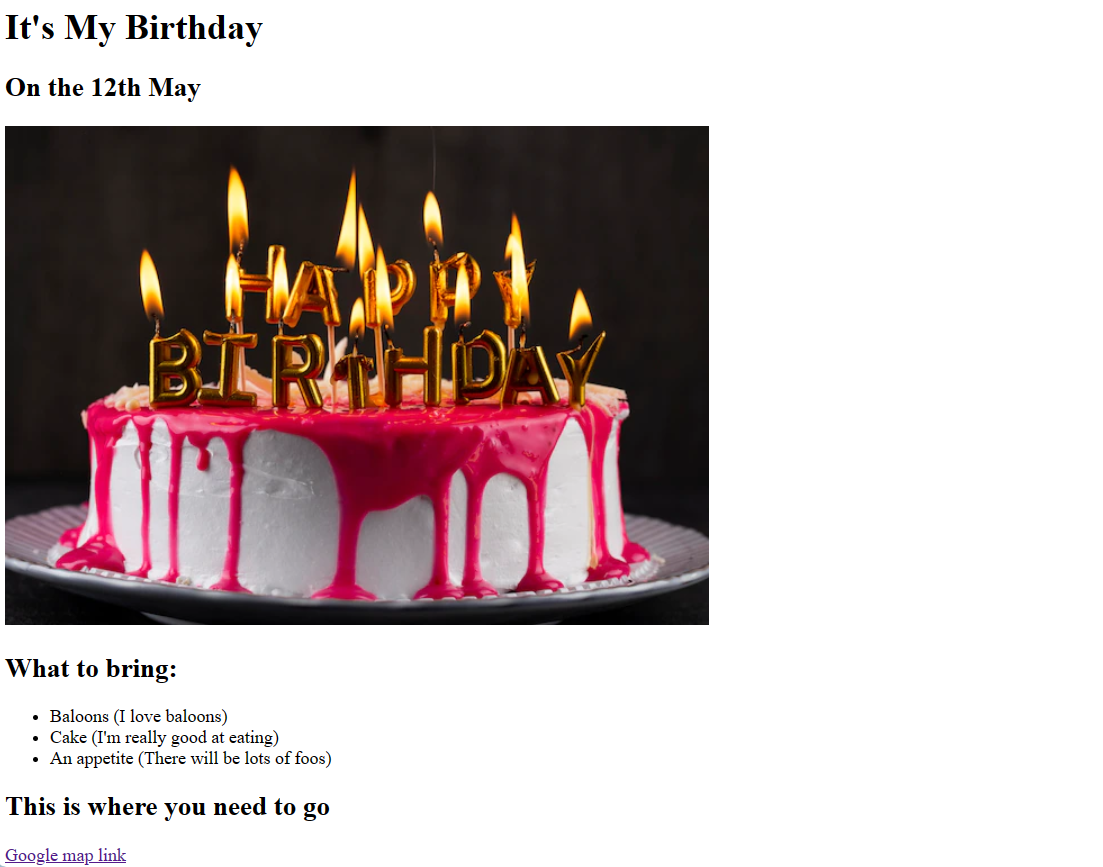 It's My Birthday
On the 12th May
HAPPY
BIRTHDAY
What to bring:
Baloons (I love baloons)
Cake (I'm really good at eating)
An appetite (There will be lots of foos)
This is where you need to go
Google map link